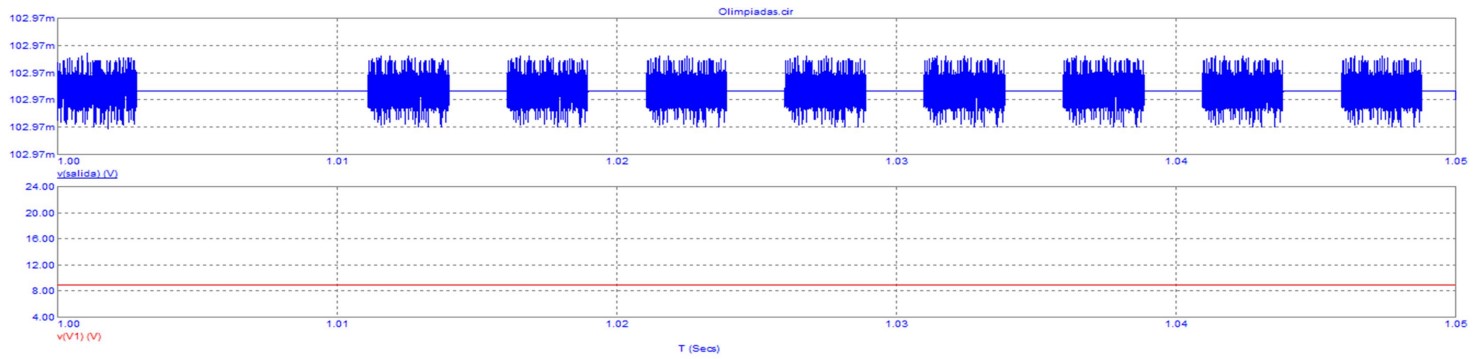 Olimpiadas.cir
102.97m
102.97m
102.97m
102.97m
102.97m
102.97m
1.00 1.01 1.02 1.03 1.04 1.05
v(salida) (V)
24.00
20.00
16.00
12.00
8.00
4.00
1.00 1.01 1.02 1.03 1.04 1.05
v(V1) (V)
T (Secs)